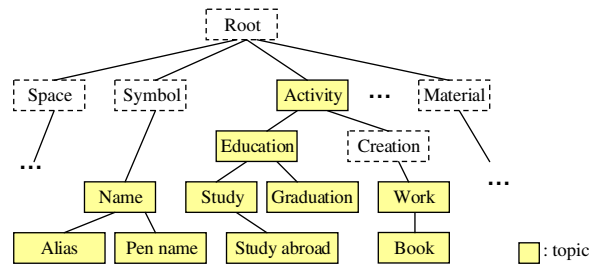 Root
Space Symbol Activity ... Material
Education Creation
...
Name Study Graduation Work ...
Alias Pen name Study abroad Book : topic